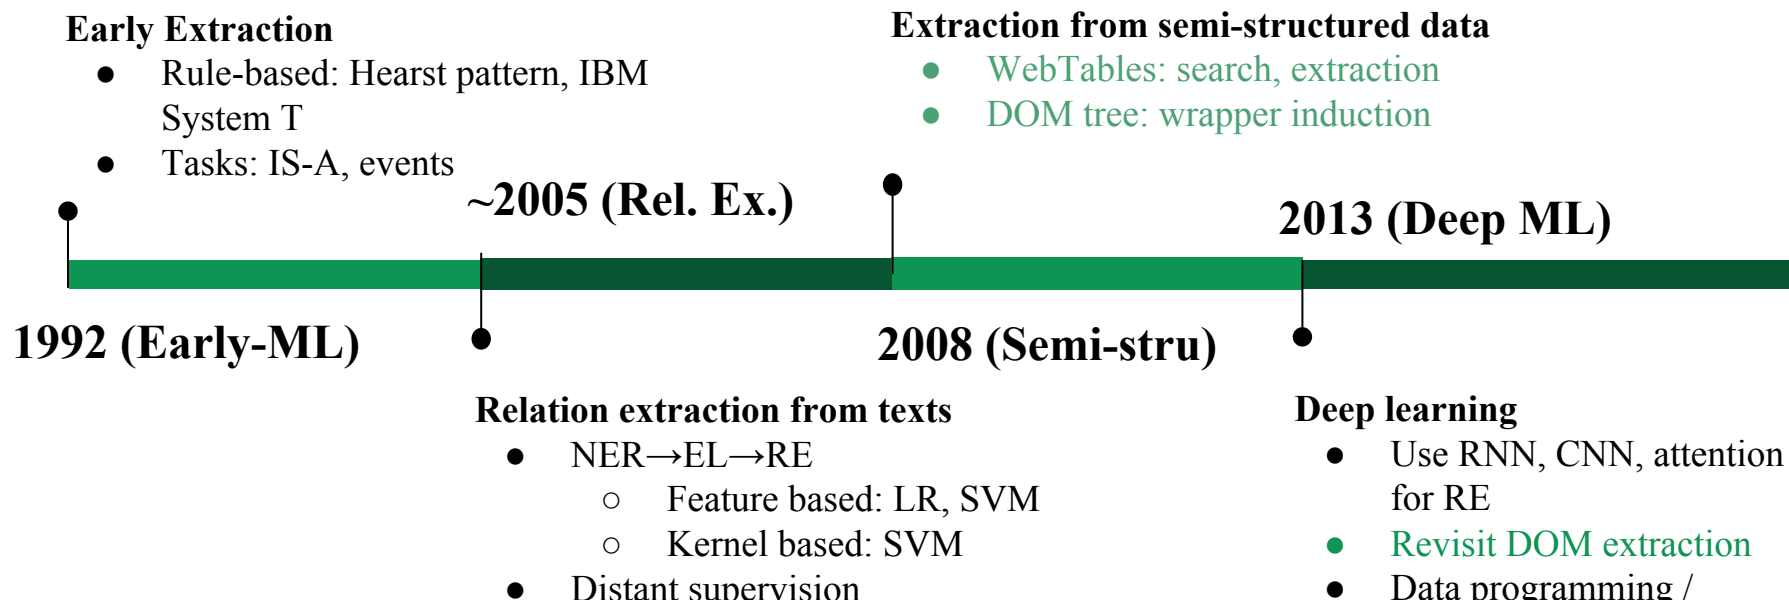 Early Extraction
● Rule-based: Hearst pattern, IBM
System T
● Tasks: IS-A, events
Extraction from semi-structured data
● WebTables: search, extraction
● DOM tree: wrapper induction
~2005 (Rel. Ex.)
2013 (Deep ML)
1992 (Early-ML)
2008 (Semi-stru)
Relation extraction from texts
● NER→EL→RE
○ Feature based: LR, SVM
○ Kernel based: SVM
● Distant supervision
Deep learning
● Use RNN, CNN, attention
for RE
● Revisit DOM extraction
● Data programming /